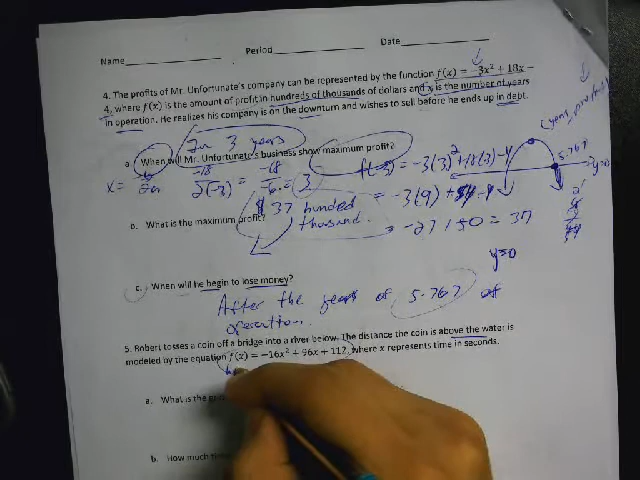 Name Period Date
4. The profits of Mr. Unfortunate's company can be represented by the function f(x) = −3x² + 18x −
4, where f(x) is the amount of profit in hundreds of thousands of dollars and x is the number of years
in operation. He realizes his company is on the downturn and wishes to sell before he ends up in debt.
In 3 years
a. When will Mr. Unfortunate's business show maximum profit?
f(3) = -3(3)² + 18(3) - 4
5.767
y=0
x = -b/2a -18/2(-3) = -18/-6 = 3
$37 hundred thousand.
= -3(9) + 54 - 4
b. What is the maximum profit?
= -27 + 50 = 37
y=0
c. When will he begin to lose money?
After the years of 5.767 of
operation.
5. Robert tosses a coin off a bridge into a river below. The distance the coin is above the water is
modeled by the equation f(x) = −16x² + 96x + 112, where x represents time in seconds.
a. What is the
b. How much